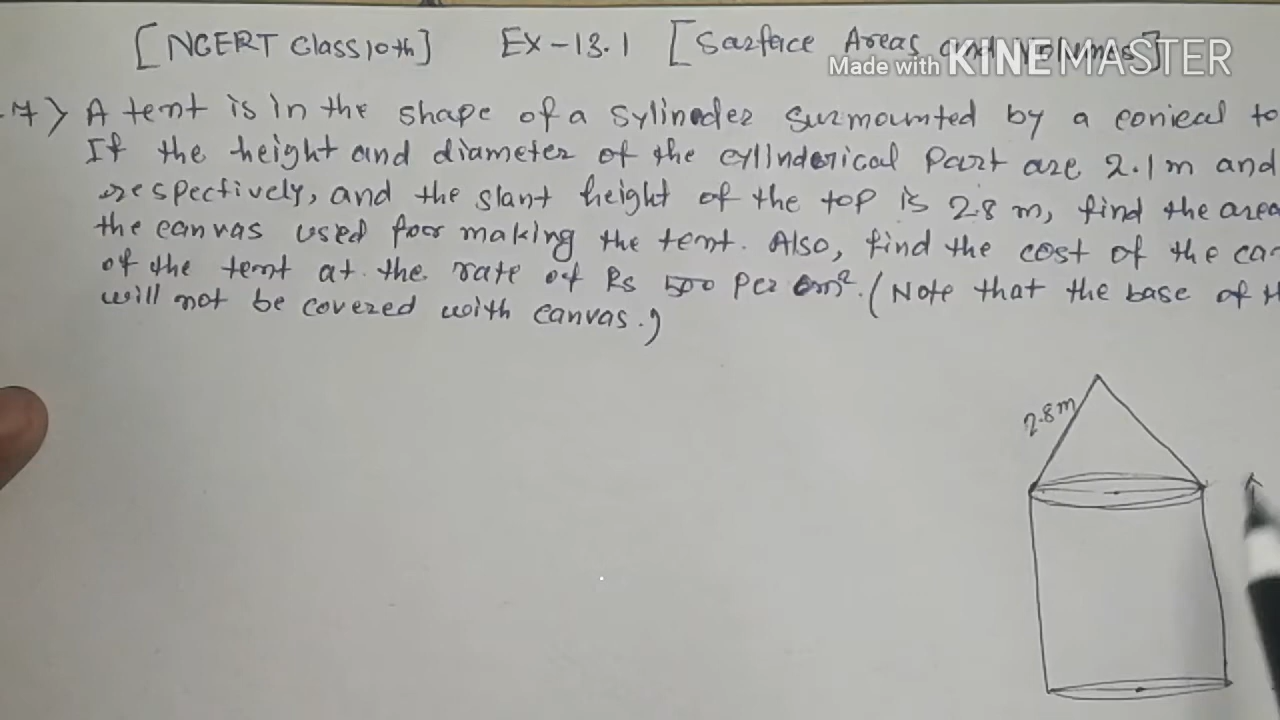 [NCERT Class 10th] Ex-13.1 [Sarface Areas and Volumes]
Made with KINEMASTER
7) A tent is in the shape of a sylinder surmounted by a conical to
If the height and diameter of the cylinderical part are 2.1m and
respectively, and the slant height of the top is 2.8 m, find the area
the canvas used for making the tent. Also, find the cost of the ca
of the tent at the rate of Rs 500 per m². (Note that the base of t
will not be covered with canvas.)
2.8m